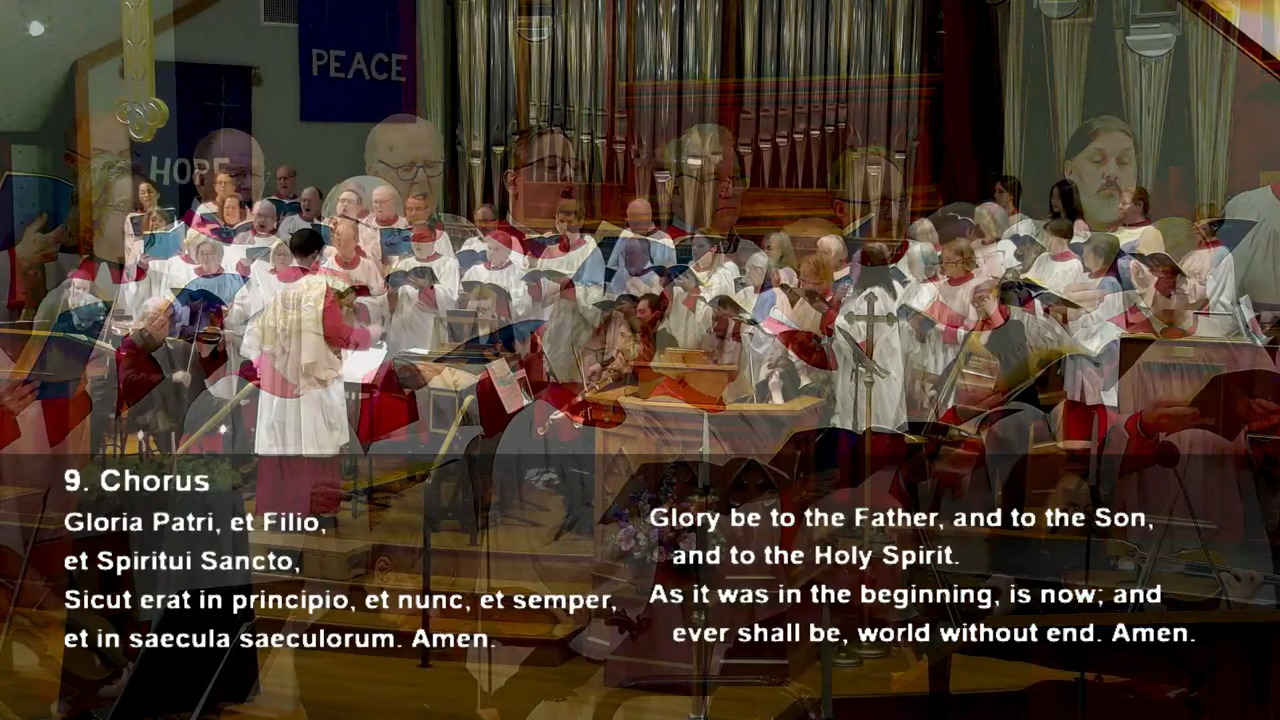 PEACE
HOPE
9. Chorus
Gloria Patri, et Filio,
et Spiritui Sancto,
Sicut erat in principio, et nunc, et semper,
et in saecula saeculorum. Amen.
Glory be to the Father, and to the Son,
and to the Holy Spirit.
As it was in the beginning, is now; and
ever shall be, world without end. Amen.